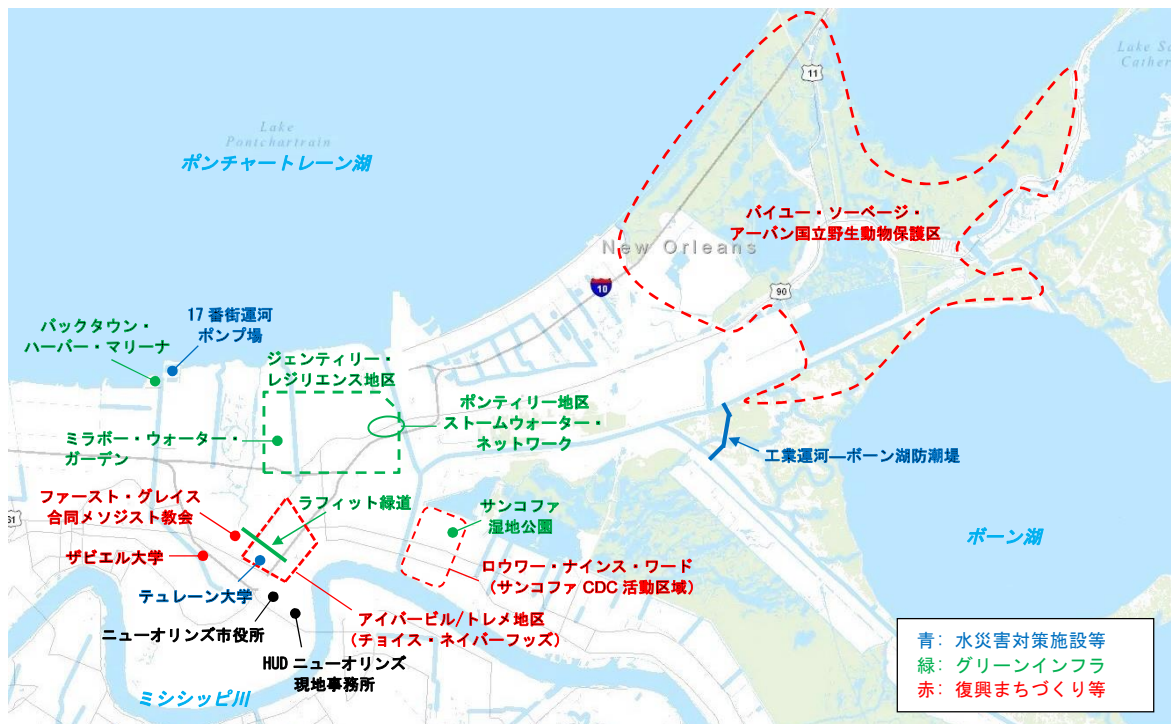 11
Lake Sa
Cather
Lake
Pontchartrain
ポンチャートレーン湖
バイユー・ソーベージ・
アーバン国立野生動物保護区
New Orleans
10
90
17 番街運河
ポンプ場
バックタウン・
ハーバー・マリーナ
ジェンティリー・
レジリエンス地区
ポンティリー地区
ストームウォーター・
ネットワーク
ミラボー・ウォーター・
ガーデン
工業運河―ボーン湖防潮堤
ファースト・グレイス
合同メソジスト教会
ラフィット緑道
サンコファ
湿地公園
61
ボーン湖
ザビエル大学
ロウワー・ナインス・ワード
（サンコファ CDC 活動区域）
テュレーン大学
アイバービル/トレメ地区
（チョイス・ネイバーフッズ）
ニューオリンズ市役所
HUD ニューオリンズ
現地事務所
ミシシッピ川
青: 水災害対策施設等
緑: グリーンインフラ
赤: 復興まちづくり等